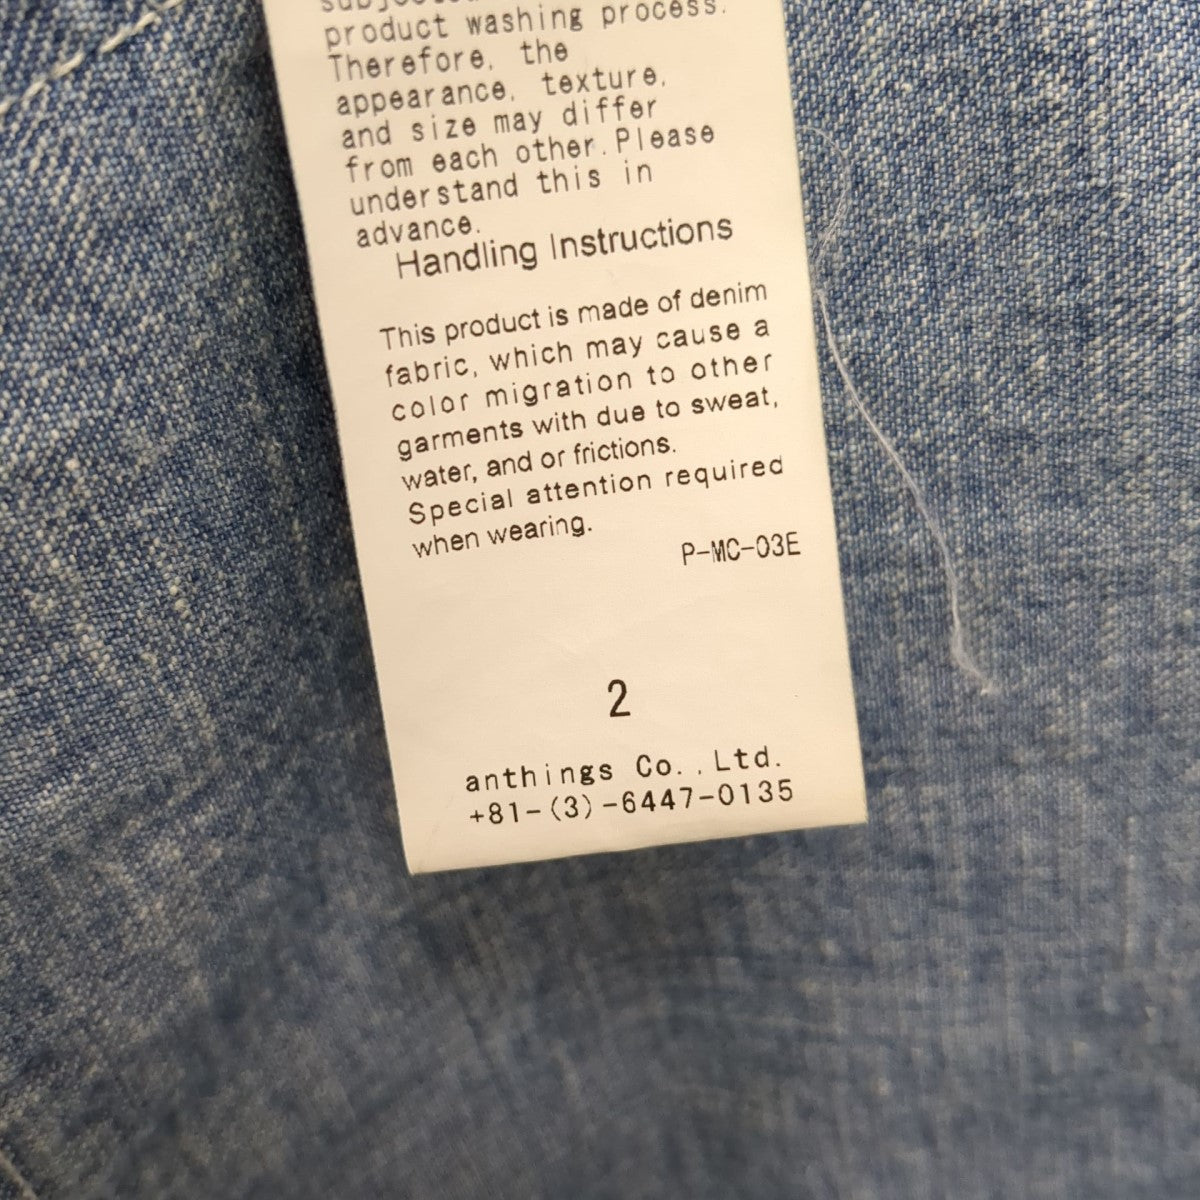 product washing process.
Therefore, the
appearance, texture,
and size may differ
from each other.Please
understand this in
advance.
Handling Instructions
This product is made of denim
fabric, which may cause a
color migration to other
garments with due to sweat,
water, and or frictions.
Special attention required
when wearing.
P-MC-03E
2
anthings Co.,Ltd.
+81-(3)-6447-0135